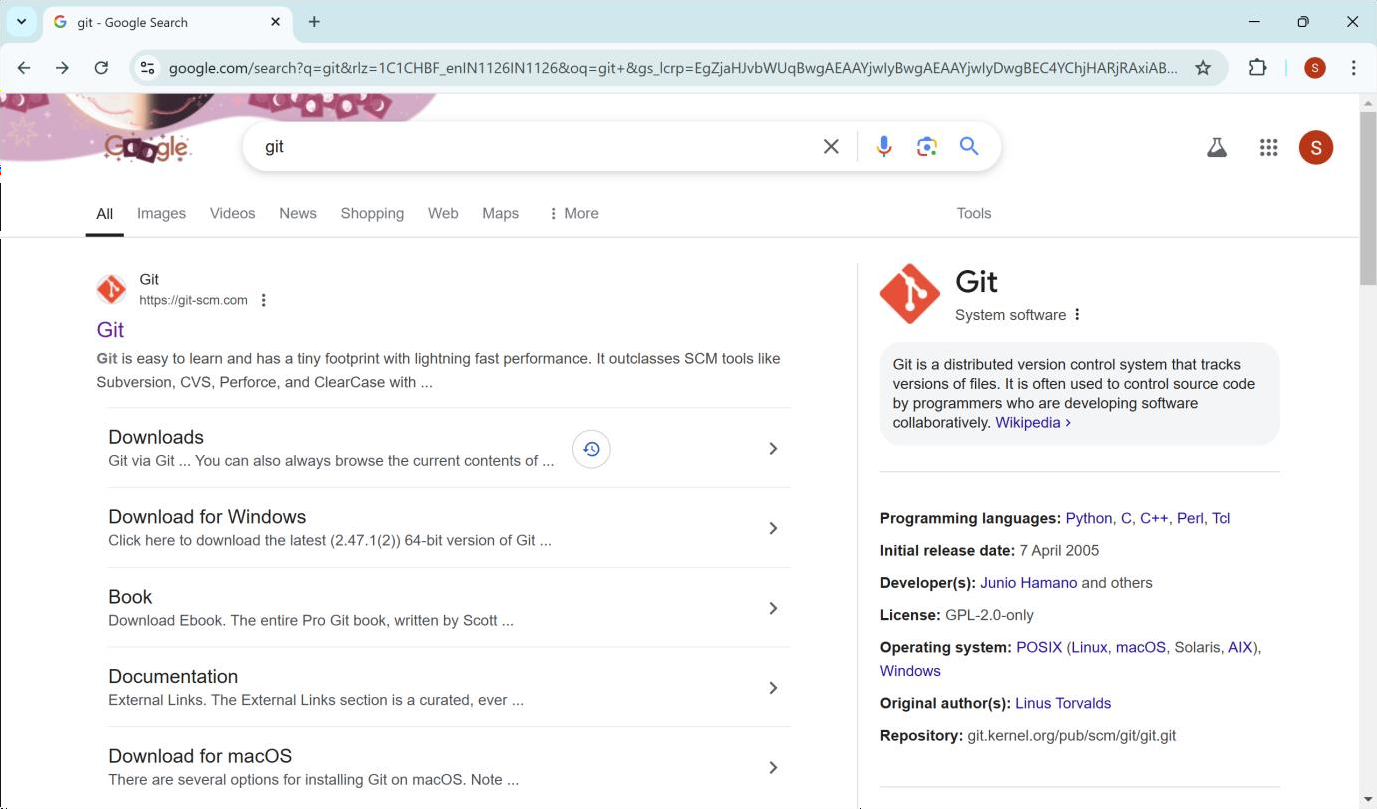 git - Google Search
google.com/search?q=git&rlz=1C1CHBF_enIN1126IN1126&oq=git+&gs_lcrp=EgZjaHJvbWUqBwgAEAAYjwIyBwgAEAAYjwIyDwgBEC4YChjHARjRAxiAB...
S
Google
git
S
All Images Videos News Shopping Web Maps More Tools
Git
https://git-scm.com
Git
Git is easy to learn and has a tiny footprint with lightning fast performance. It outclasses SCM tools like
Subversion, CVS, Perforce, and ClearCase with ...
Downloads
Git via Git ... You can also always browse the current contents of ...
Download for Windows
Click here to download the latest (2.47.1(2)) 64-bit version of Git ...
Book
Download Ebook. The entire Pro Git book, written by Scott ...
Documentation
External Links. The External Links section is a curated, ever ...
Download for macOS
There are several options for installing Git on macOS. Note ...
Git
System software
Git is a distributed version control system that tracks
versions of files. It is often used to control source code
by programmers who are developing software
collaboratively. Wikipedia ›
Programming languages: Python, C, C++, Perl, Tcl
Initial release date: 7 April 2005
Developer(s): Junio Hamano and others
License: GPL-2.0-only
Operating system: POSIX (Linux, macOS, Solaris, AIX),
Windows
Original author(s): Linus Torvalds
Repository: git.kernel.org/pub/scm/git/git.git